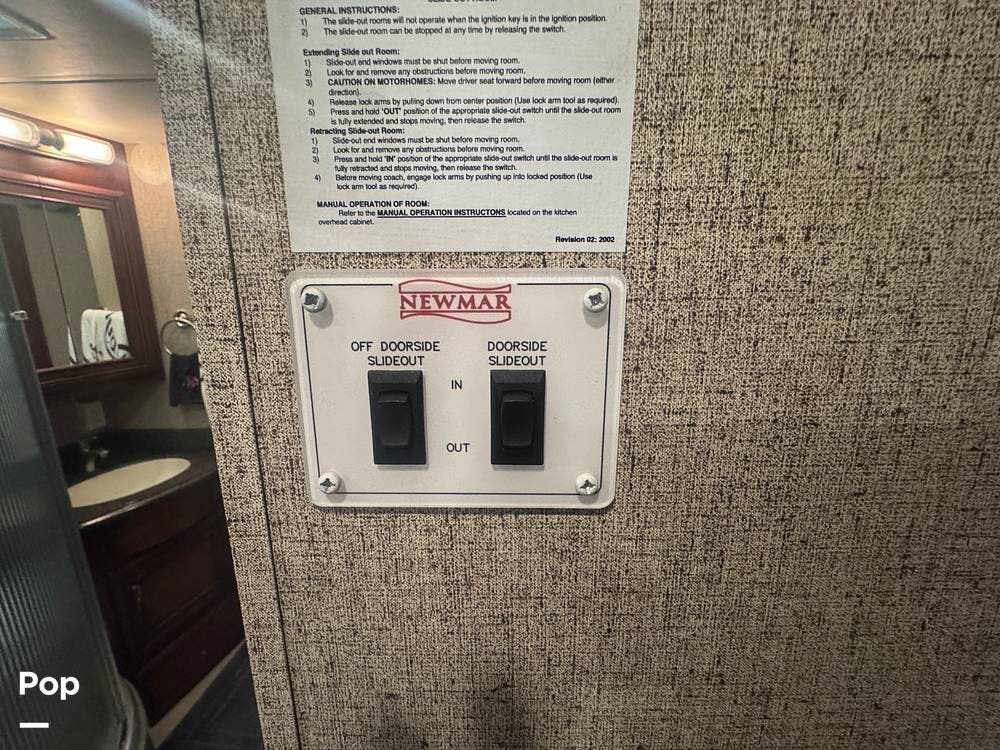 GENERAL INSTRUCTIONS:
1) The slide-out rooms will not operate when the ignition key is in the ignition position.
2) The slide-out room can be stopped at any time by releasing the switch.
Extending Slide out Room:
1) Slide-out end windows must be shut before moving room.
2) Look for and remove any obstructions before moving room.
3) CAUTION ON MOTORHOMES: Move driver seat forward before moving room (either
direction).
4) Release lock arms by pulling down from center position (Use lock arm tool as required).
5) Press and hold 'OUT' position of the appropriate slide-out switch until the slide-out room
is fully extended and stops moving, then release the switch.
Retracting Slide-out Room:
1) Slide-out end windows must be shut before moving room.
2) Look for and remove any obstructions before moving room.
3) Press and hold 'IN' position of the appropriate slide-out switch until the slide-out room is
fully retracted and stops moving, then release the switch.
4) Before moving coach, engage lock arms by pushing up into locked position (Use
lock arm tool as required).
MANUAL OPERATION OF ROOM:
Refer to the MANUAL OPERATION INSTRUCTONS located on the kitchen
overhead cabinet.
Revision 02: 2002
NEWMAR
OFF DOORSIDE
SLIDEOUT
DOORSIDE
SLIDEOUT
IN
OUT
Pop